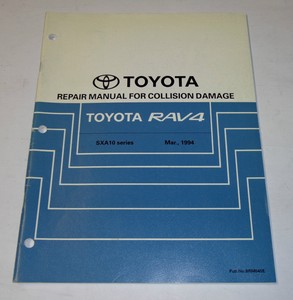 TOYOTA
REPAIR MANUAL FOR COLLISION DAMAGE
TOYOTA RAV4
SXA10 series Mar., 1994